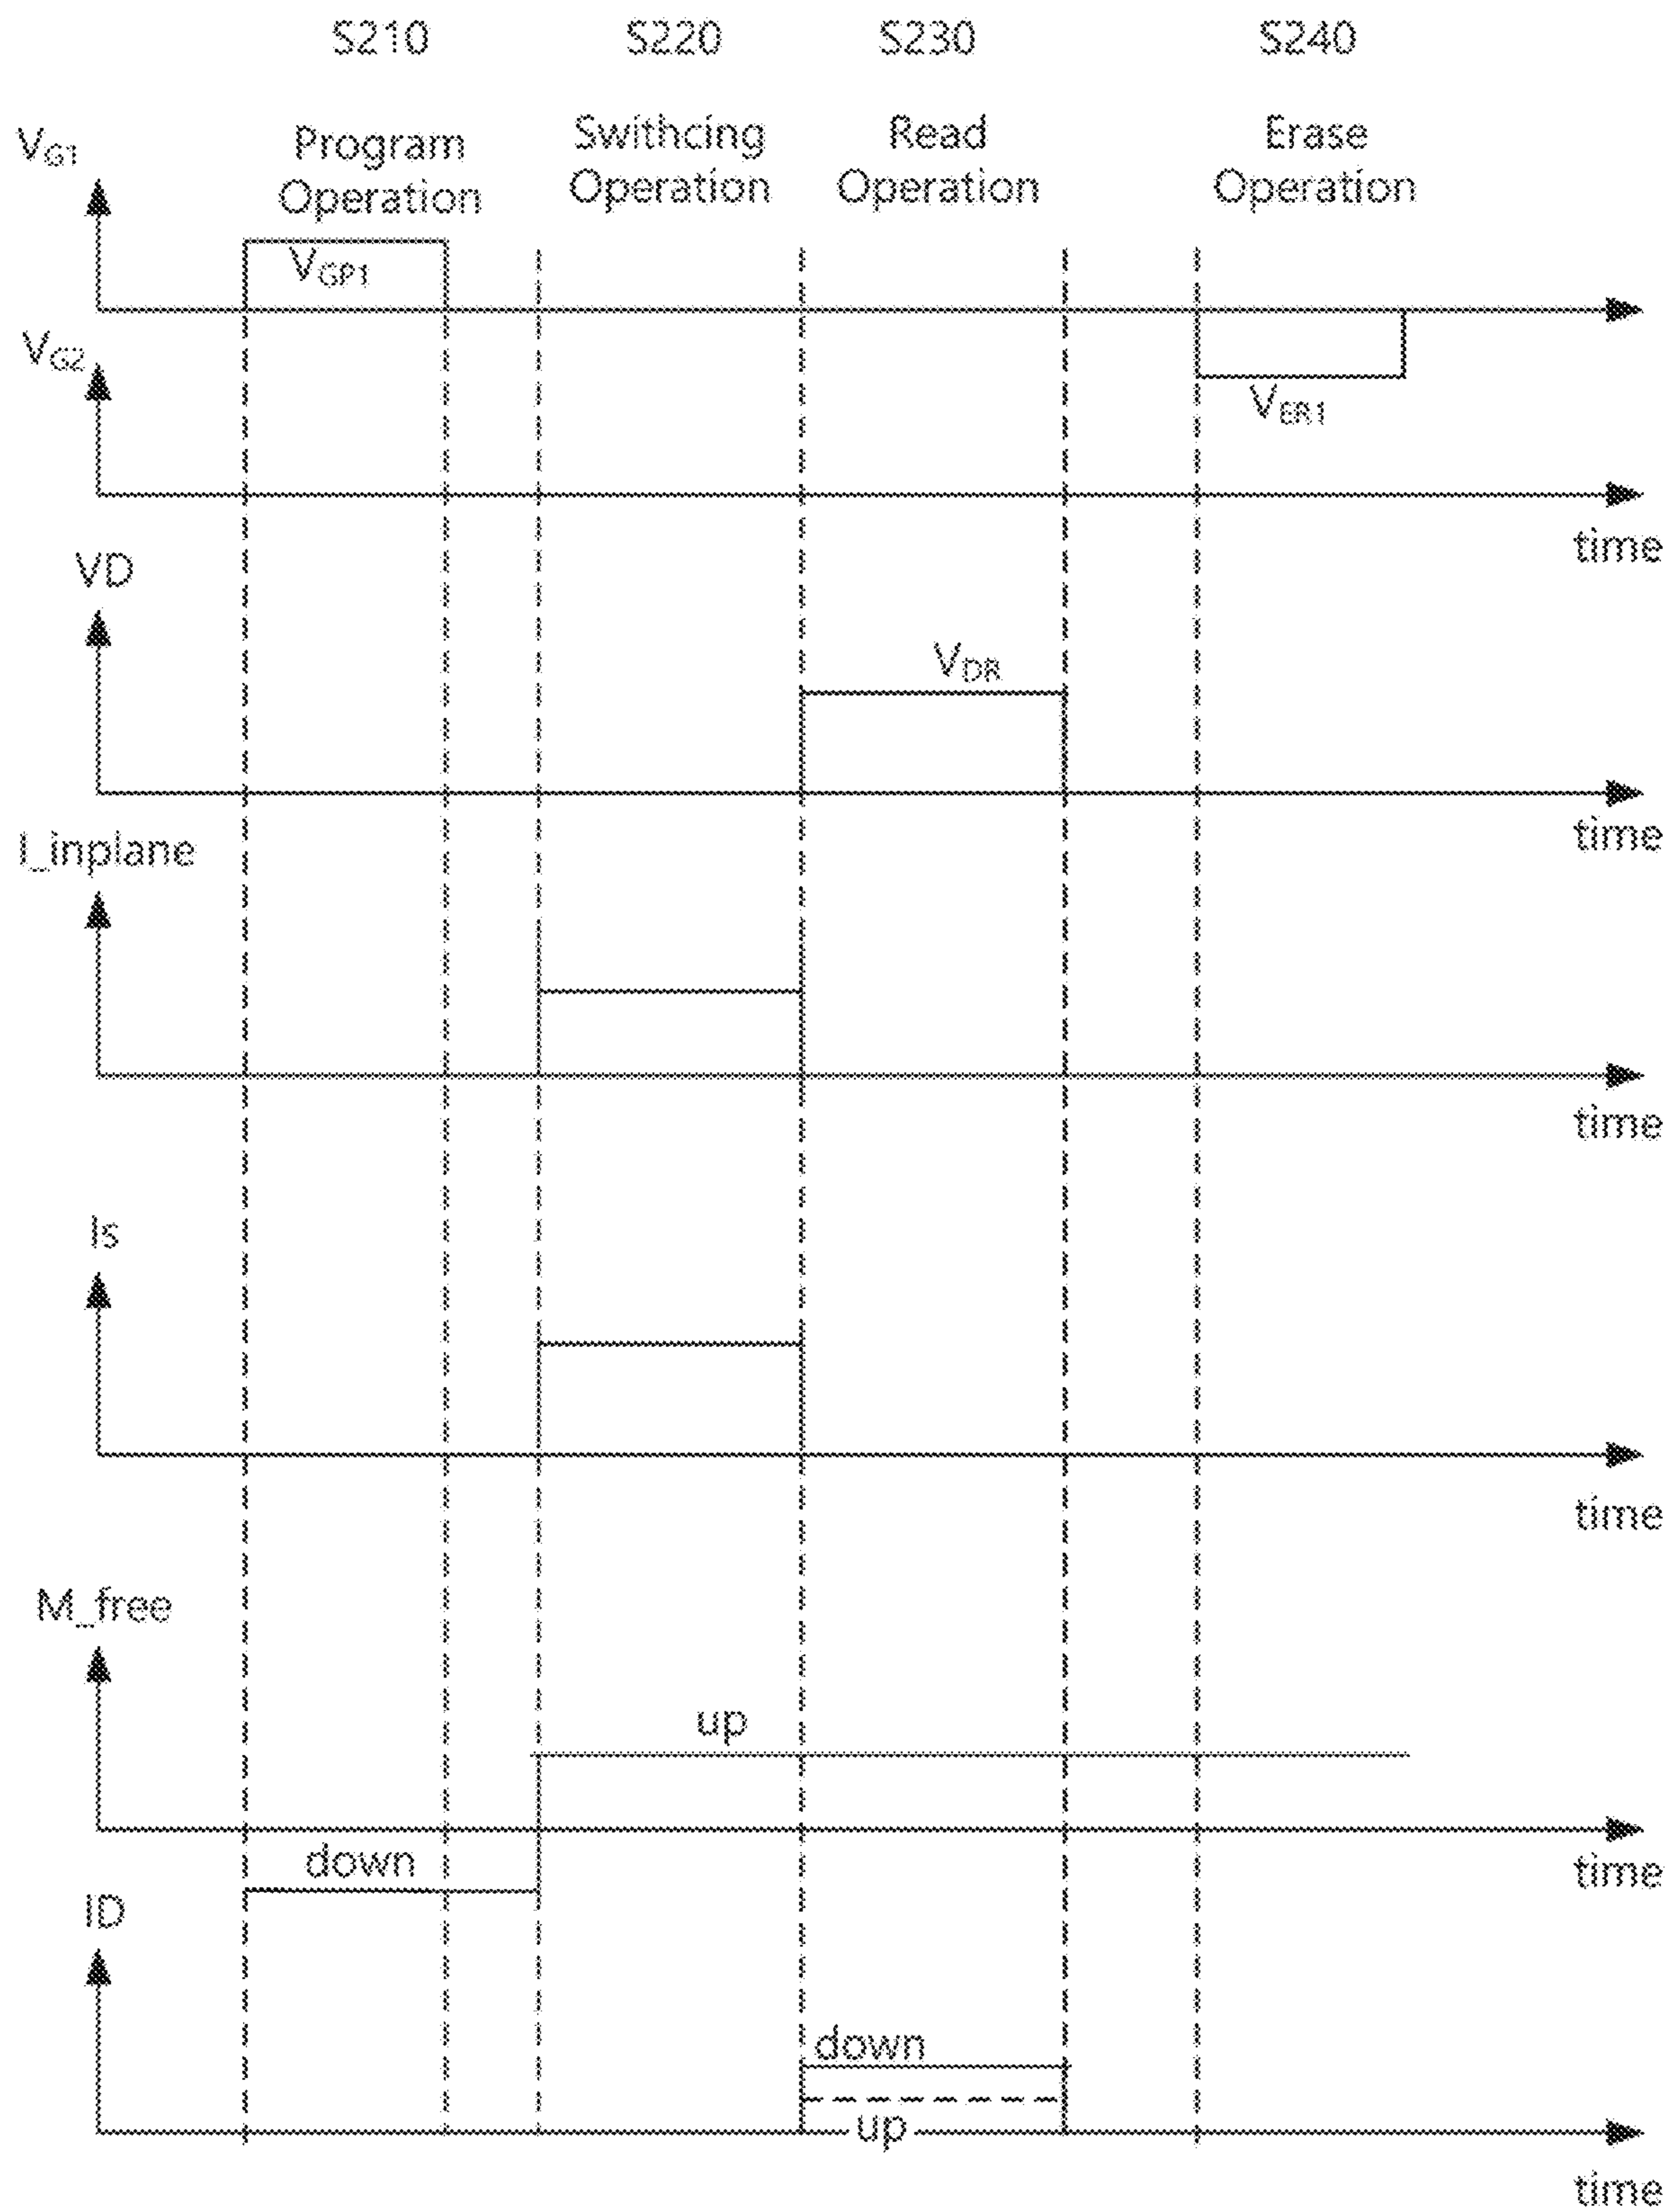 S210 S220 S230 S240
Program Operation
Swithcing Operation
Read Operation
Erase Operation
VG1
VGP1
VER1
VG2
time
VD
VDR
time
I_inplane
time
Is
time
M_free
up
down
time
ID
down
up
time